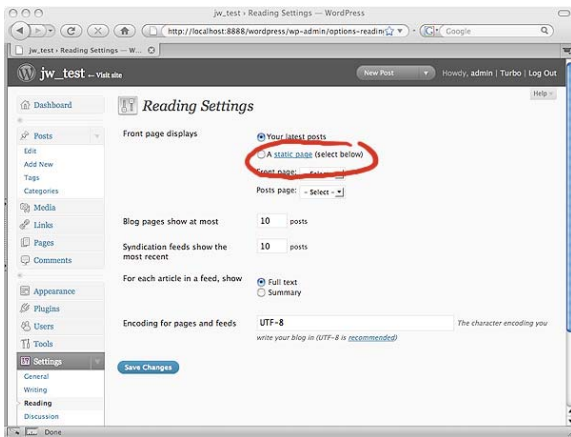 jw_test › Reading Settings — WordPress
http://localhost:8888/wordpress/wp-admin/options-readin
Google
jw_test › Reading Settings — W...
jw_test ← Visit site
New Post
Howdy, admin | Turbo | Log Out
Help
Dashboard
Posts
Edit
Add New
Tags
Categories
Media
Links
Pages
Comments
Appearance
Plugins
Users
Tools
Settings
General
Writing
Reading
Discussion
Reading Settings
Front page displays
Your latest posts
A static page (select below)
Front page: – Select –
Posts page: – Select –
Blog pages show at most 10 posts
Syndication feeds show the most recent 10 posts
For each article in a feed, show
Full text
Summary
Encoding for pages and feeds UTF-8 The character encoding you
write your blog in (UTF-8 is recommended)
Save Changes
Done